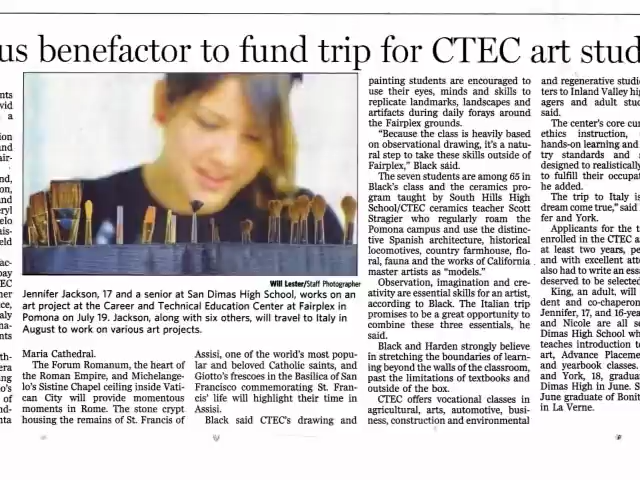 us benefactor to fund trip for CTEC art stud
Will Lester/Staff Photographer
Jennifer Jackson, 17 and a senior at San Dimas High School, works on an
art project at the Career and Technical Education Center at Fairplex in
Pomona on July 19. Jackson, along with six others, will travel to Italy in
August to work on various art projects.
Maria Cathedral.
The Forum Romanum, the heart of
the Roman Empire, and Michelange-
lo's Sistine Chapel ceiling inside Vati-
can City will provide momentous
moments in Rome. The stone crypt
housing the remains of St. Francis of
Assisi, one of the world's most popu-
lar and beloved Catholic saints, and
Giotto's frescoes in the Basilica of San
Francisco commemorating St. Fran-
cis' life will highlight their time in
Assisi.
Black said CTEC's drawing and
painting students are encouraged to
use their eyes, minds and skills to
replicate landmarks, landscapes and
artifacts during daily forays around
the Fairplex grounds.
"Because the class is heavily based
on observational drawing, it's a natu-
ral step to take these skills outside of
Fairplex," Black said.
The seven students are among 65 in
Black's class and the ceramics pro-
gram taught by South Hills High
School/CTEC ceramics teacher Scott
Stragier who regularly roam the
Pomona campus and use the distinc-
tive Spanish architecture, historical
locomotives, country farmhouse, flo-
ral, fauna and the works of California
master artists as "models."
Observation, imagination and cre-
ativity are essential skills for an artist,
according to Black. The Italian trip
promises to be a great opportunity to
combine these three essentials, he
said.
Black and Harden strongly believe
in stretching the boundaries of learn-
ing beyond the walls of the classroom,
past the limitations of textbooks and
outside of the box.
CTEC offers vocational classes in
agricultural, arts, automotive, busi-
ness, construction and environmental
and regenerative studi
ters to Inland Valley hig
agers and adult stud
said.
The center's core cur
ethics instruction,
hands-on learning and
try standards and
designed to realistically
to fulfill their occupat
he added.
The trip to Italy is
dream come true," said
fer and York.
Applicants for the t
enrolled in the CTEC a
at least two years, pe
and with excellent atte
also had to write an ess
deserved to be selected
King, an adult, will
dent and co-chaperon
Jennifer, 17, and 16-yea
and Nicole are all se
Dimas High School wh
teaches introduction to
art, Advance Placeme
and yearbook classes.
and York, 18, graduat
Dimas High in June. S
June graduate of Bonit
in La Verne.